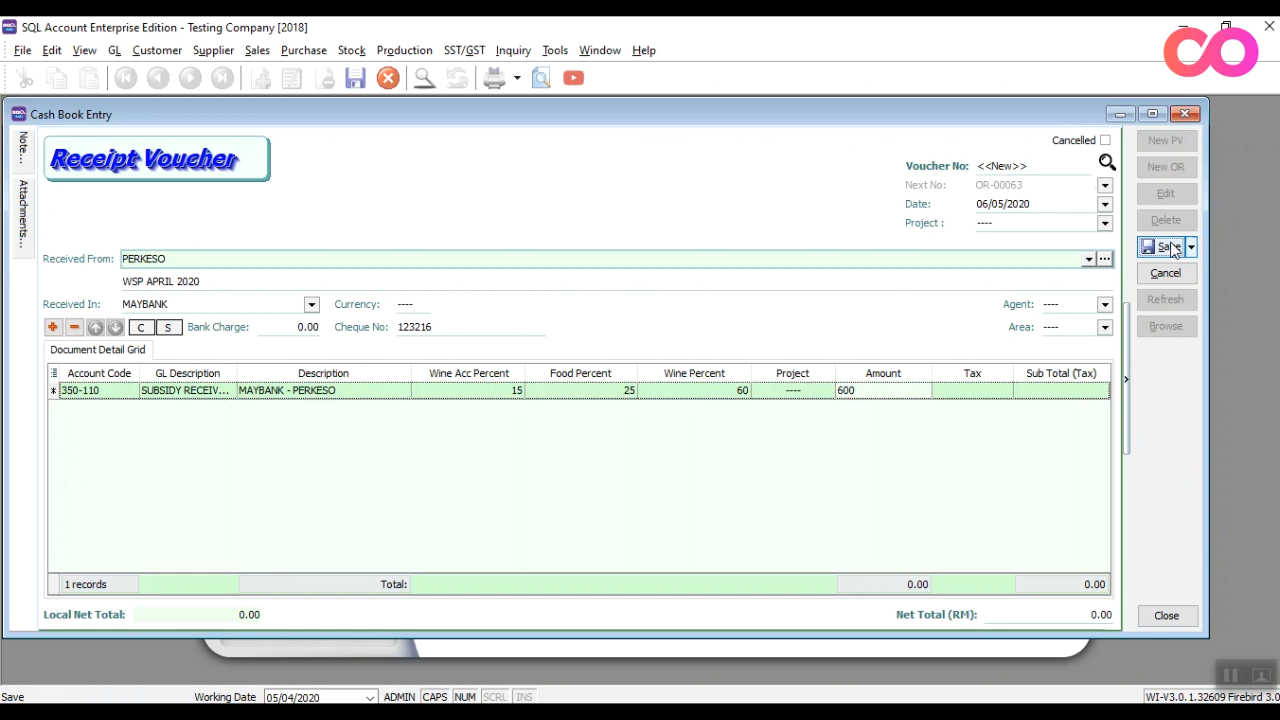 SQL Account Enterprise Edition - Testing Company [2018]
File Edit View GL Customer Supplier Sales Purchase Stock Production SST/GST Inquiry Tools Window Help
Cash Book Entry
Note...
Attachments...
Receipt Voucher
Cancelled
Voucher No: <<New>>
Next No: OR-00063
Date: 06/05/2020
Project : ----
Received From: PERKESO
WSP APRIL 2020
Received In: MAYBANK Currency: ---- Agent: ----
C S Bank Charge: 0.00 Cheque No: 123216 Area: ----
Document Detail Grid
Account Code GL Description Description Wine Acc Percent Food Percent Wine Percent Project Amount Tax Sub Total (Tax)
350-110 SUBSIDY RECEIV... MAYBANK - PERKESO 15 25 60 ---- 600
1 records Total: 0.00 0.00
Local Net Total: 0.00 Net Total (RM): 0.00
New PV
New OR
Edit
Delete
Save
Cancel
Refresh
Browse
Close
Save Working Date 05/04/2020 ADMIN CAPS NUM SCRL INS WI-V3.0.1.32609 Firebird 3.0